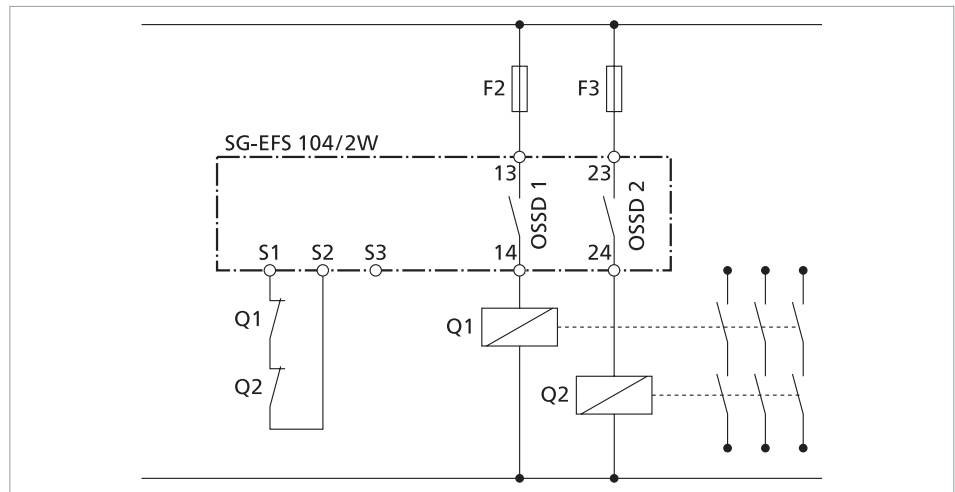 F2
F3
SG-EFS 104/2W
13
23
OSSD 1
OSSD 2
S1
S2
S3
14
24
Q1
Q1
Q2
Q2